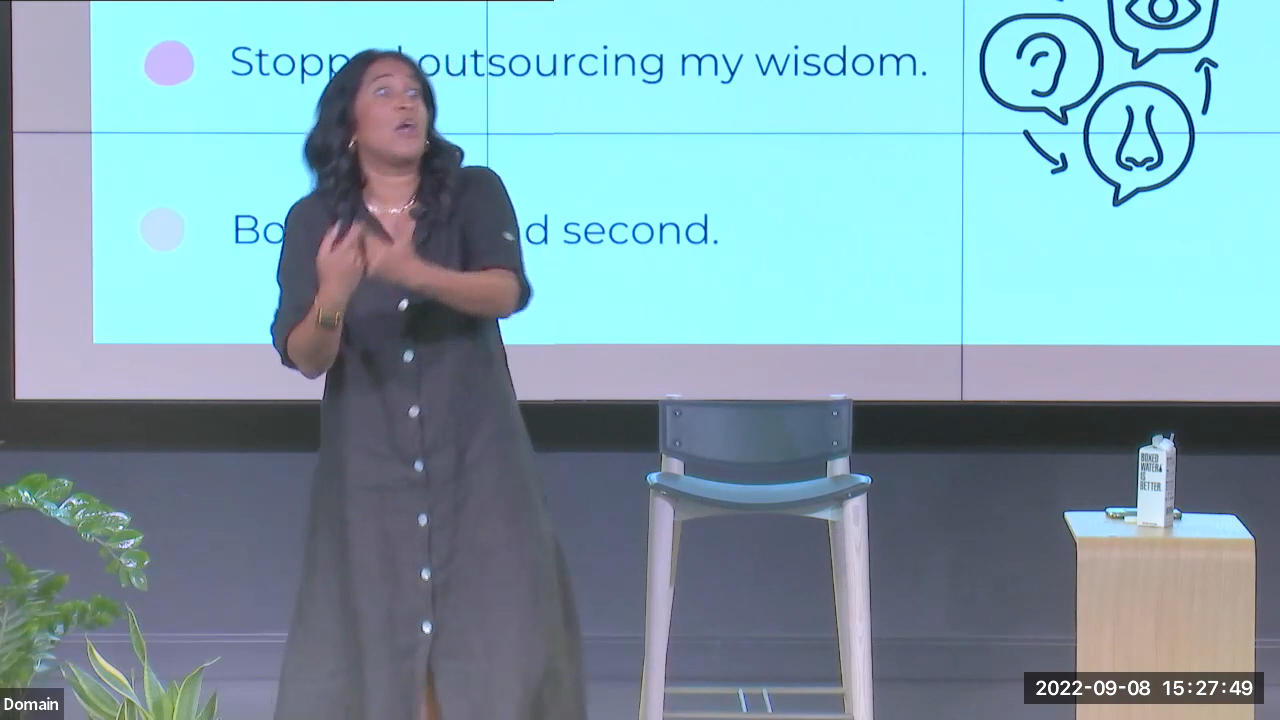 outsourcing my wisdom.
second.
BOXED
WATER
IS
BETTER.
Domain
2022-09-08 15:27:49